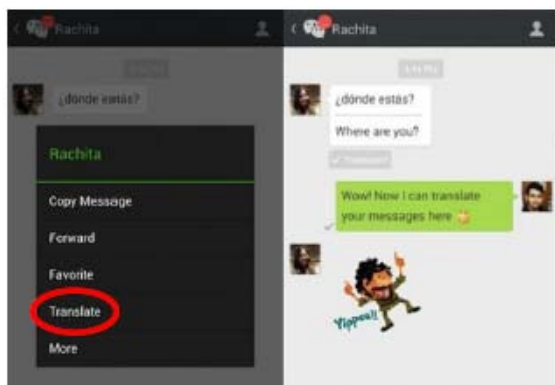 Rachita
¿dónde estás?
Rachita
Copy Message
Forward
Favorite
Translate
More
Rachita
¿dónde estás?
Where are you?
Wow! Now I can translate
your messages here
Yippee!!